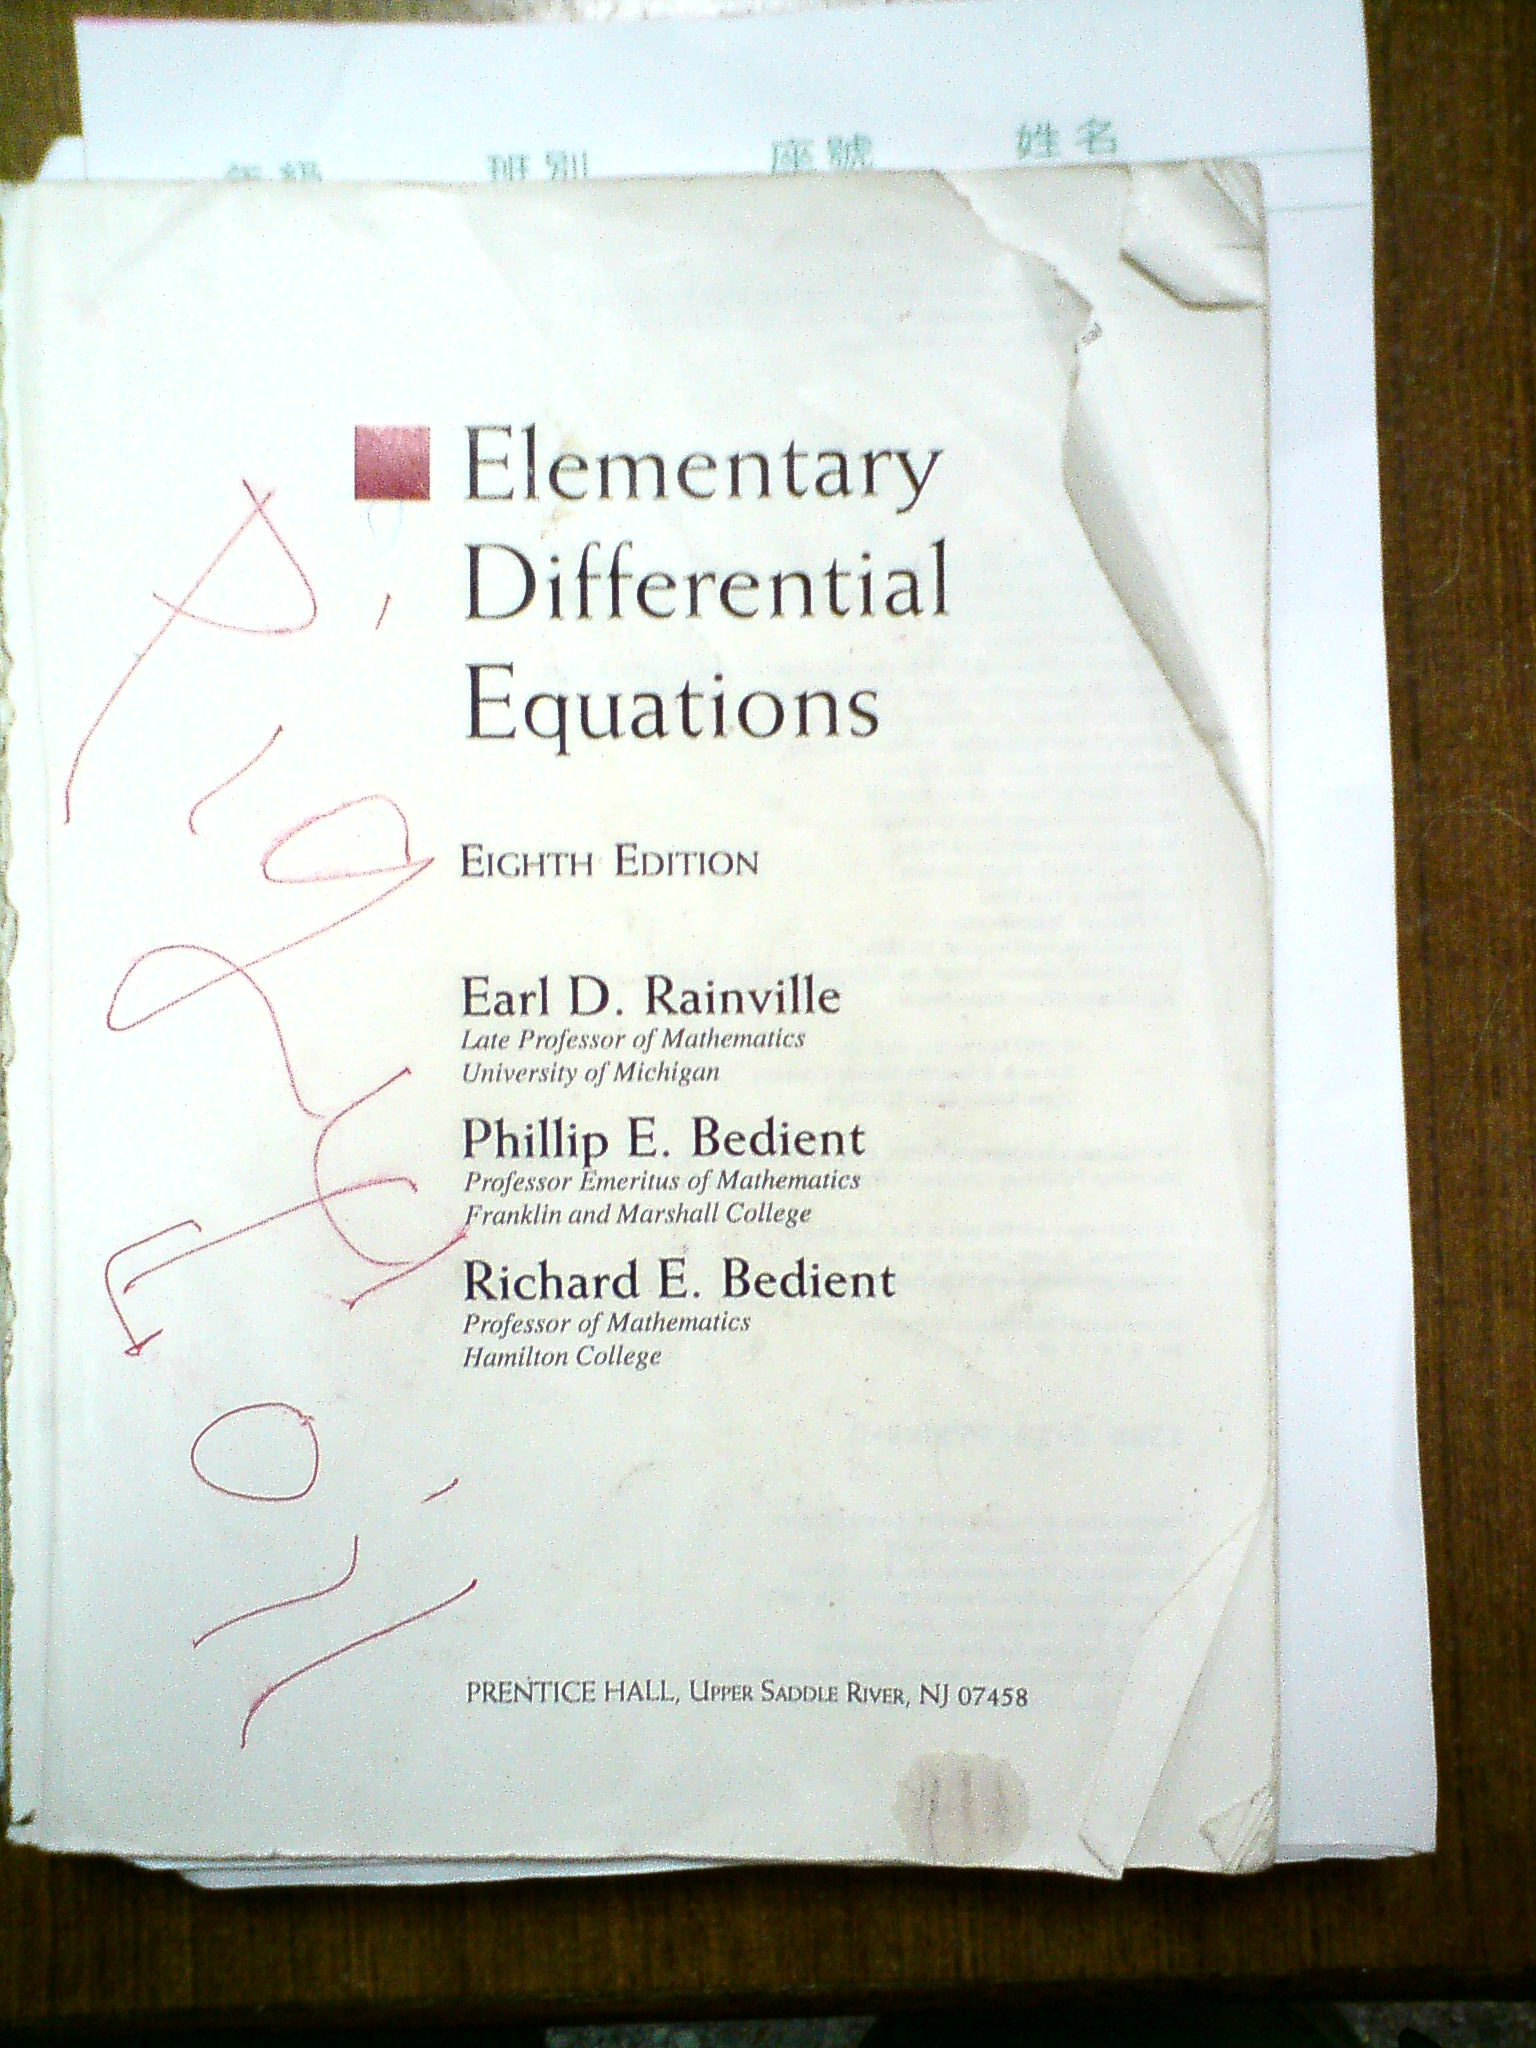 年級 班別 座號 姓名
Elementary
Differential
Equations
EIGHTH EDITION
Earl D. Rainville
Late Professor of Mathematics
University of Michigan
Phillip E. Bedient
Professor Emeritus of Mathematics
Franklin and Marshall College
Richard E. Bedient
Professor of Mathematics
Hamilton College
PRENTICE HALL, UPPER SADDLE RIVER, NJ 07458